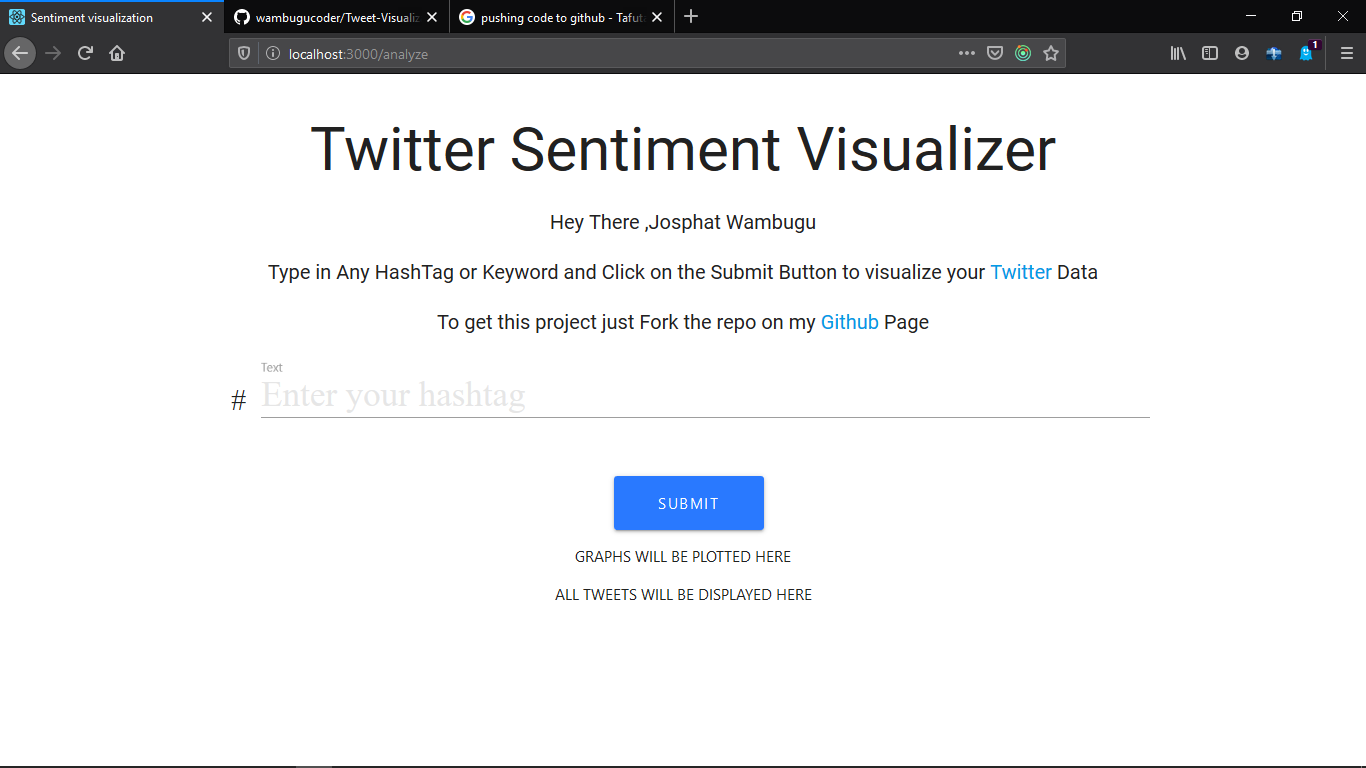 Sentiment visualization
wambugucoder/Tweet-Visualiz
pushing code to github - Tafut
localhost:3000/analyze
1
Twitter Sentiment Visualizer
Hey There ,Josphat Wambugu
Type in Any HashTag or Keyword and Click on the Submit Button to visualize your Twitter Data
To get this project just Fork the repo on my Github Page
Text
# Enter your hashtag
SUBMIT
GRAPHS WILL BE PLOTTED HERE
ALL TWEETS WILL BE DISPLAYED HERE